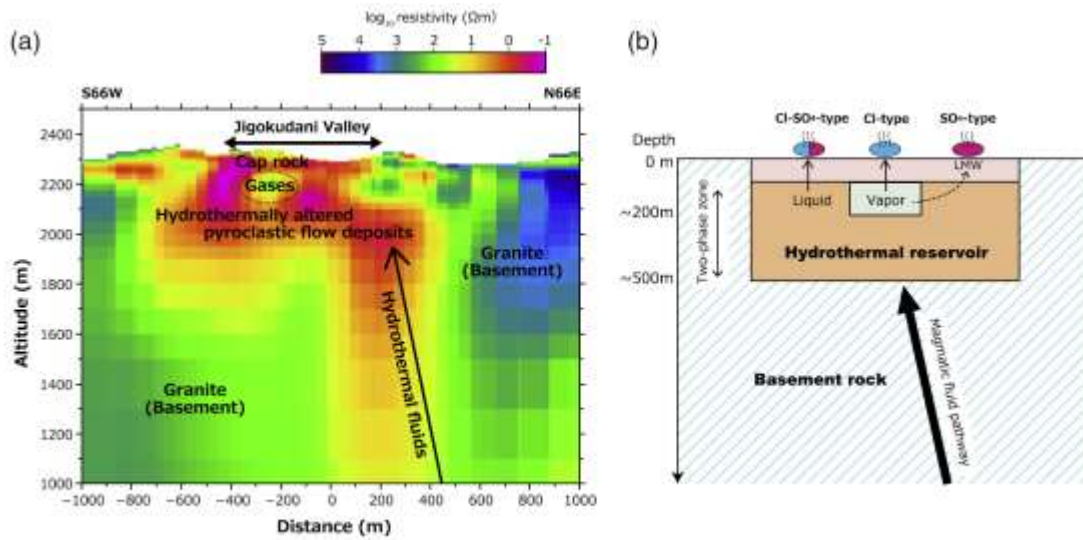 (a)
log₁₀ resistivity (Ωm)
5 4 3 2 1 0 -1
S66W
N66E
Jigokudani Valley
Cap rock
Gases
Hydrothermally altered
pyroclastic flow deposits
Granite
(Basement)
Granite
(Basement)
Hydrothermal fluids
Altitude (m)
2400
2200
2000
1800
1600
1400
1200
1000
-1000 -800 -600 -400 -200 0 200 400 600 800 1000
Distance (m)
(b)
Cl-SO₄-type Cl-type SO₄-type
Depth
0 m
~200m
~500m
LMW
Liquid
Vapor
Two-phase zone
Hydrothermal reservoir
Magmatic fluid pathway
Basement rock